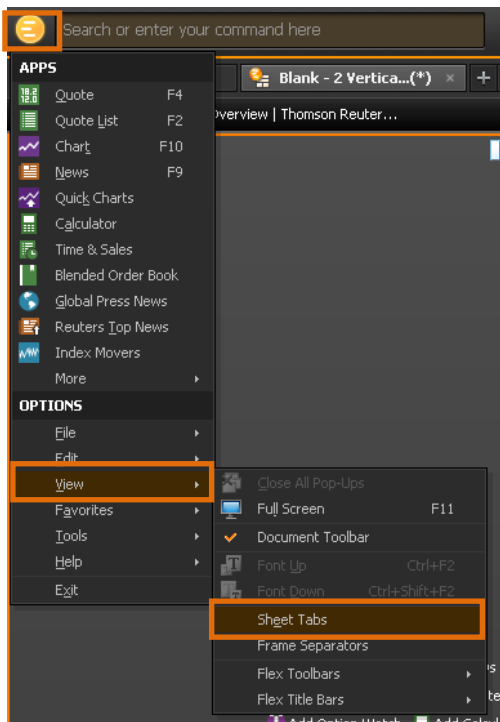 Search or enter your command here
APPS
Blank - 2 Vertica...(*) × +
Quote F4
Quote List F2
Overview | Thomson Reuter...
Chart F10
News F9
Quick Charts
Calculator
Time & Sales
Blended Order Book
Global Press News
Reuters Top News
Index Movers
More
OPTIONS
File
Edit
View
Close All Pop-Ups
Favorites
Full Screen F11
Tools
Document Toolbar
Help
Font Up Ctrl+F2
Exit
Font Down Ctrl+Shift+F2
Sheet Tabs
Frame Separators
Flex Toolbars
Flex Title Bars
Add Option Watch